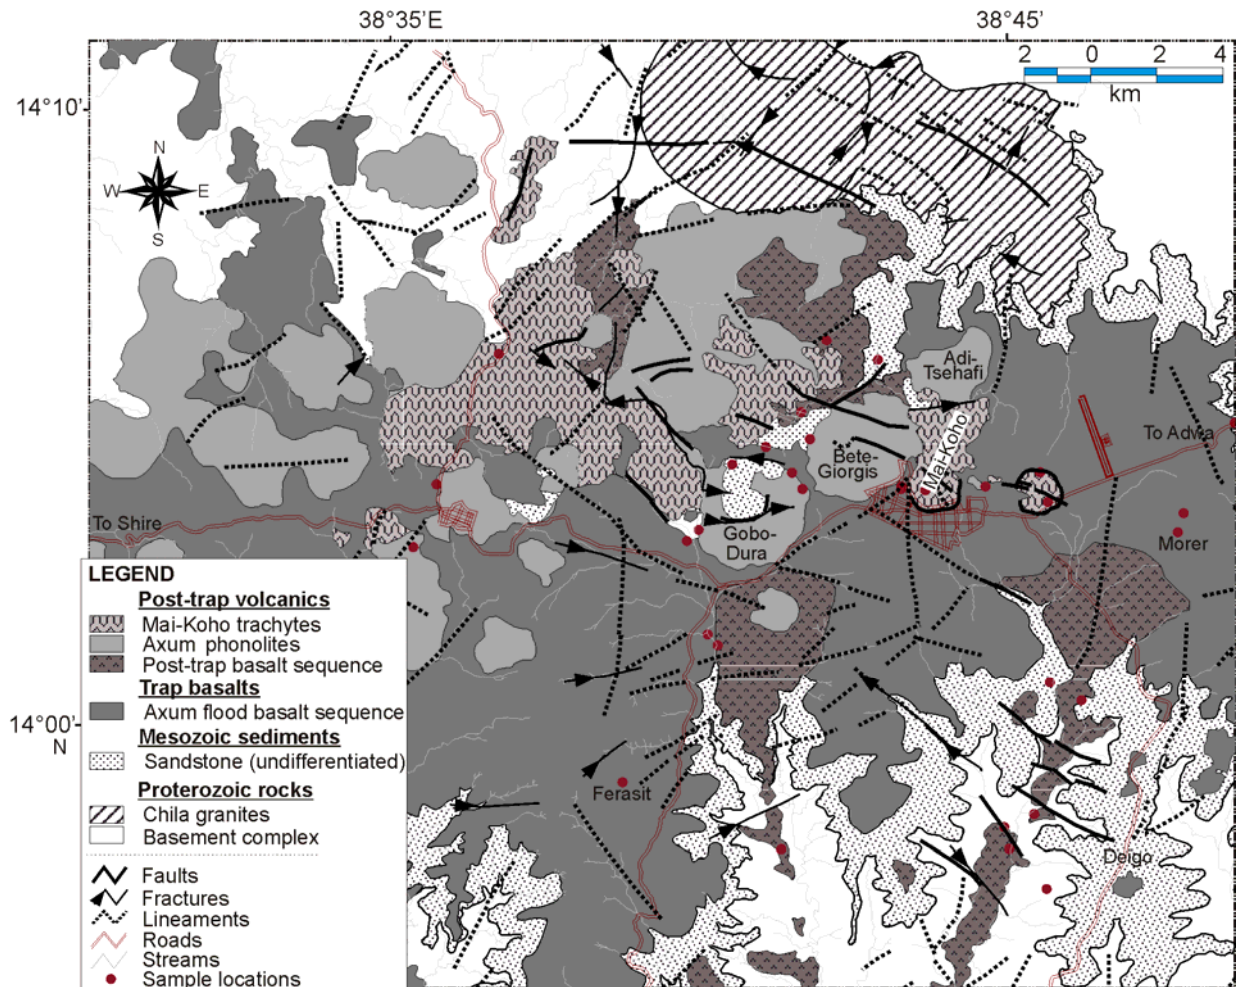 38°35'E
38°45'
2 0 2 4
km
14°10'
N
W E
S
Adi-
Tsehafi
Mai-Koho
To Adwa
Bete-
Giorgis
To Shire
Gobo-
Dura
Morer
LEGEND
Post-trap volcanics
Mai-Koho trachytes
Axum phonolites
Post-trap basalt sequence
Trap basalts
Axum flood basalt sequence
14°00'
N
Mesozoic sediments
Sandstone (undifferentiated)
Proterozoic rocks
Chila granites
Basement complex
Ferasit
Deigo
Faults
Fractures
Lineaments
Roads
Streams
Sample locations